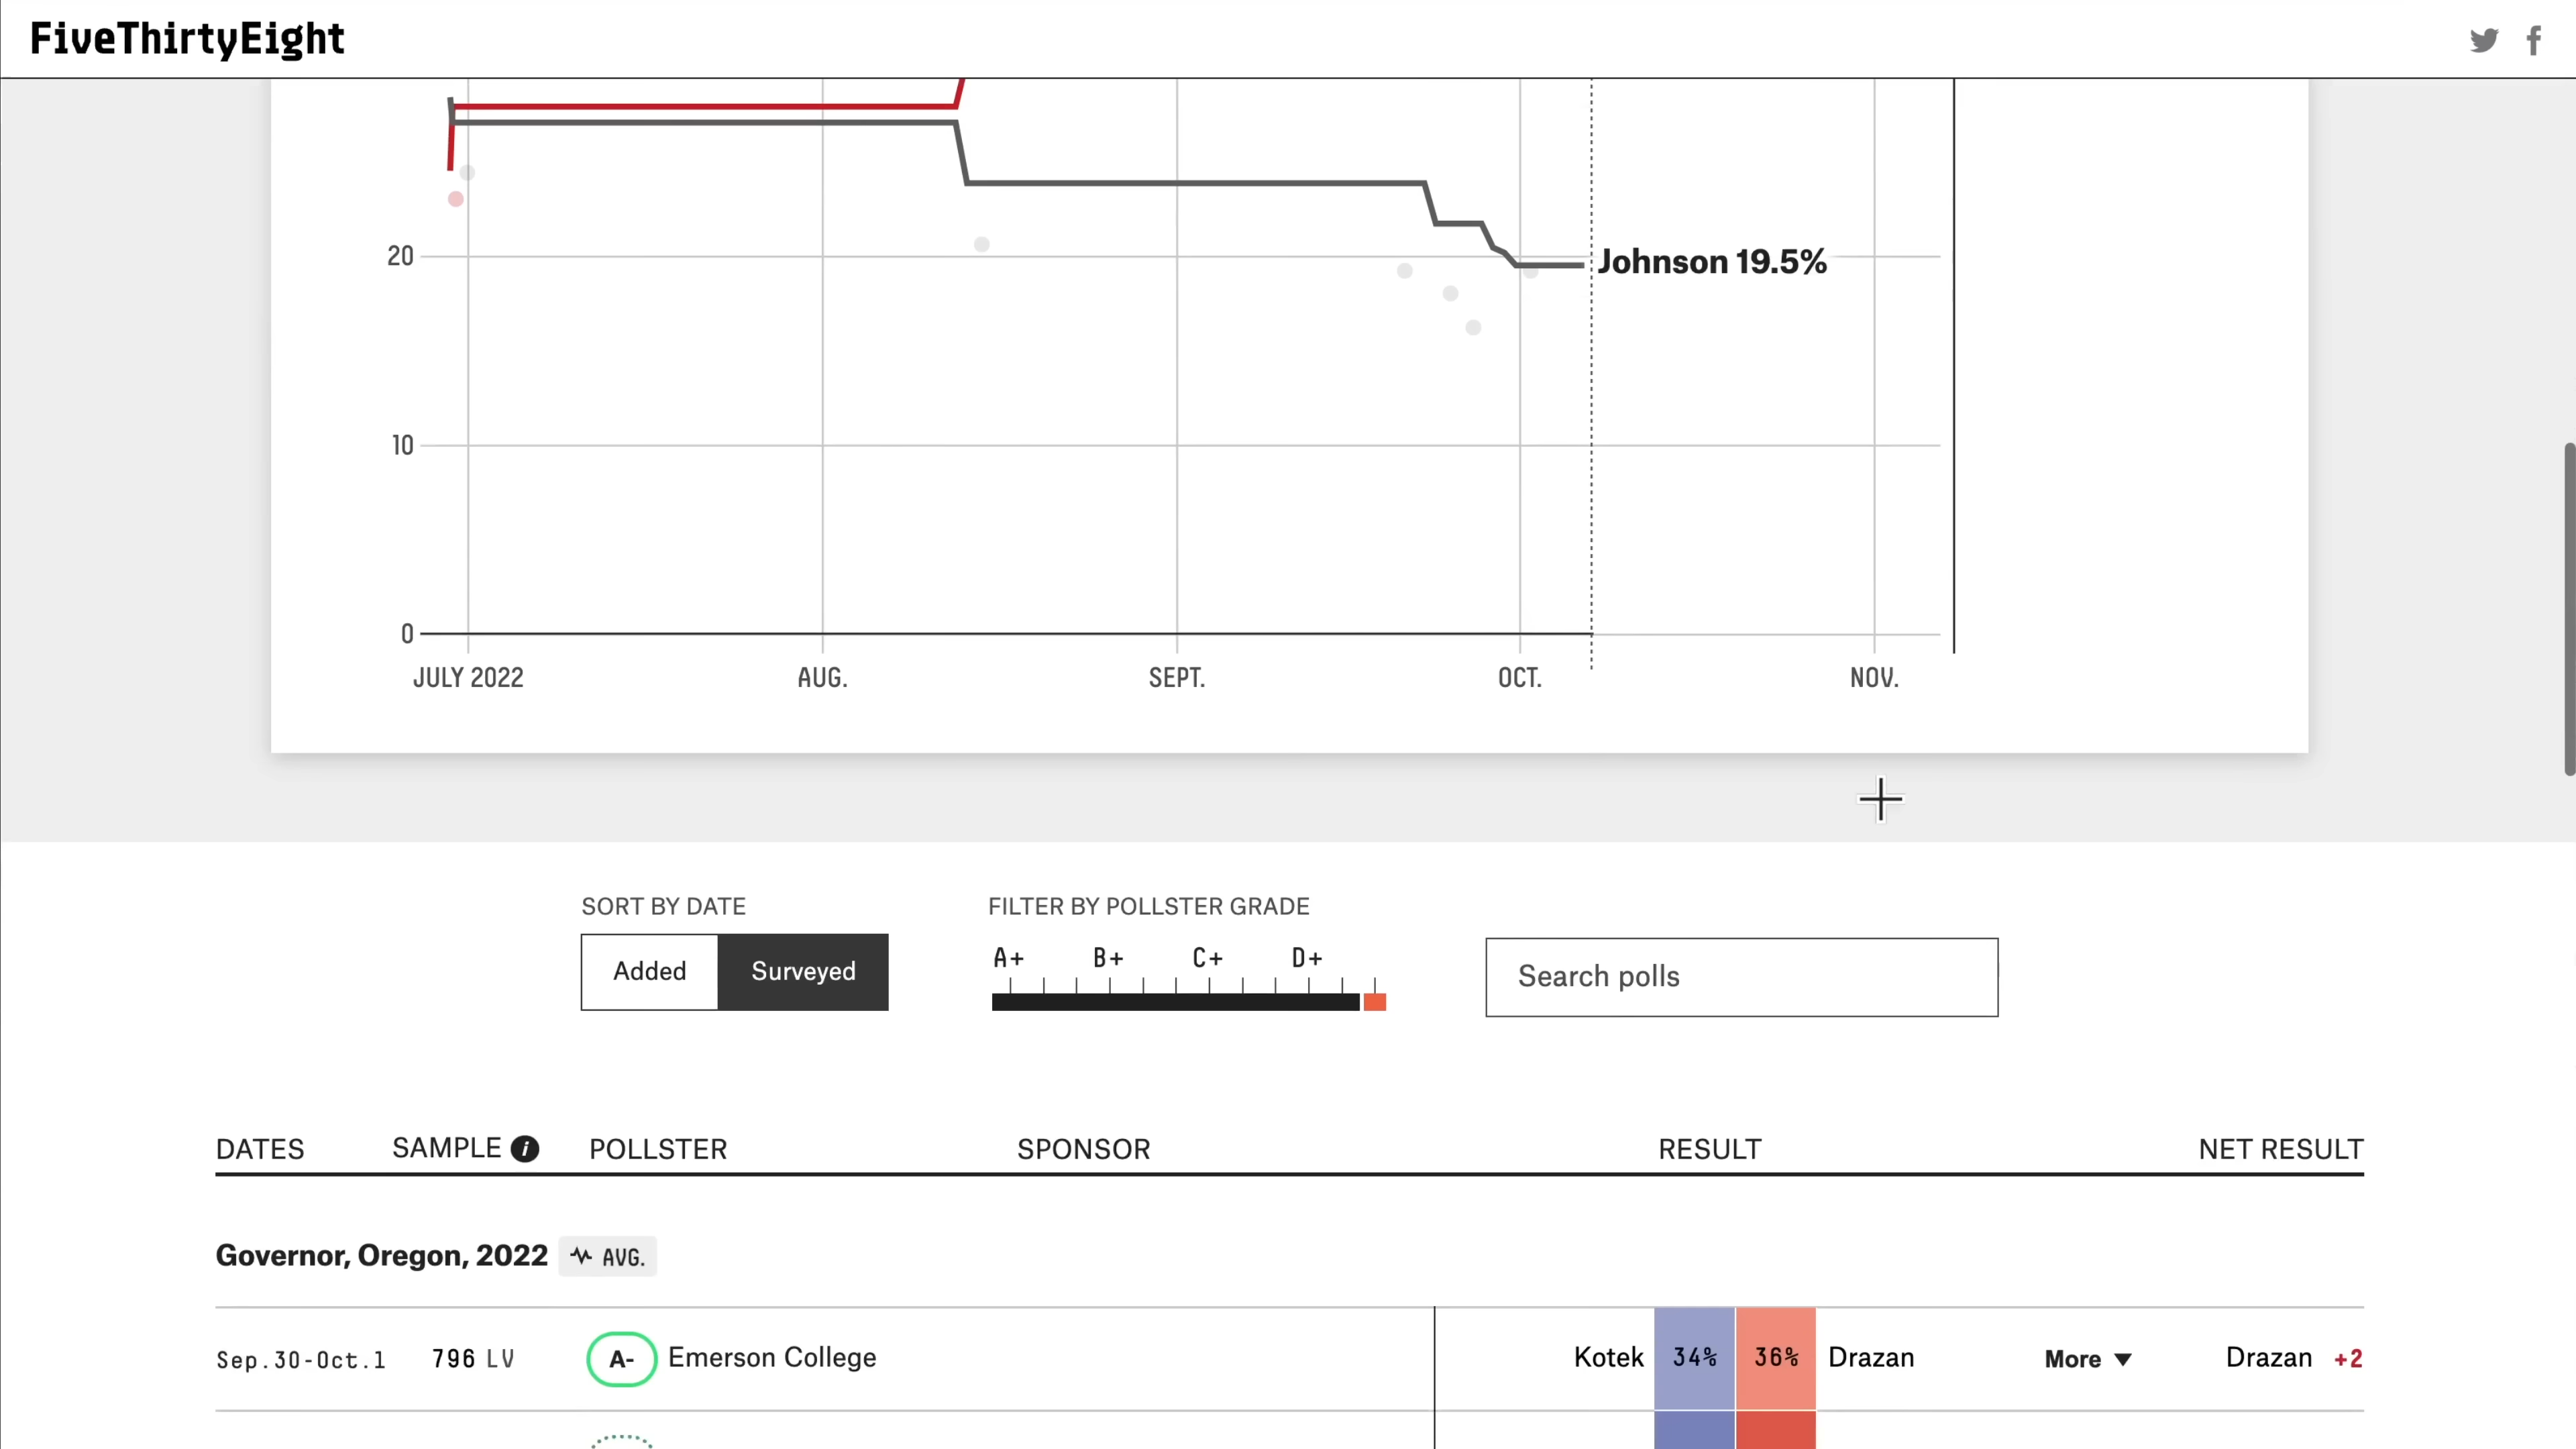 FiveThirtyEight
20
Johnson 19.5%
10
0
JULY 2022 AUG. SEPT. OCT. NOV.
SORT BY DATE
Added Surveyed
FILTER BY POLLSTER GRADE
A+ B+ C+ D+
Search polls
DATES SAMPLE i POLLSTER SPONSOR RESULT NET RESULT
Governor, Oregon, 2022 AVG.
Sep.30-Oct.1 796 LV A- Emerson College Kotek 34% 36% Drazan More ▼ Drazan +2